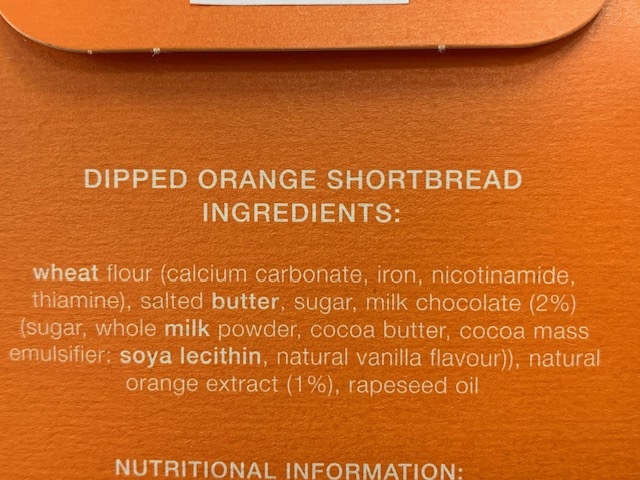 DIPPED ORANGE SHORTBREAD
INGREDIENTS:
wheat flour (calcium carbonate, iron, nicotinamide,
thiamine), salted butter, sugar, milk chocolate (2%)
(sugar, whole milk powder, cocoa butter, cocoa mass
emulsifier: soya lecithin, natural vanilla flavour)), natural
orange extract (1%), rapeseed oil
NUTRITIONAL INFORMATION: